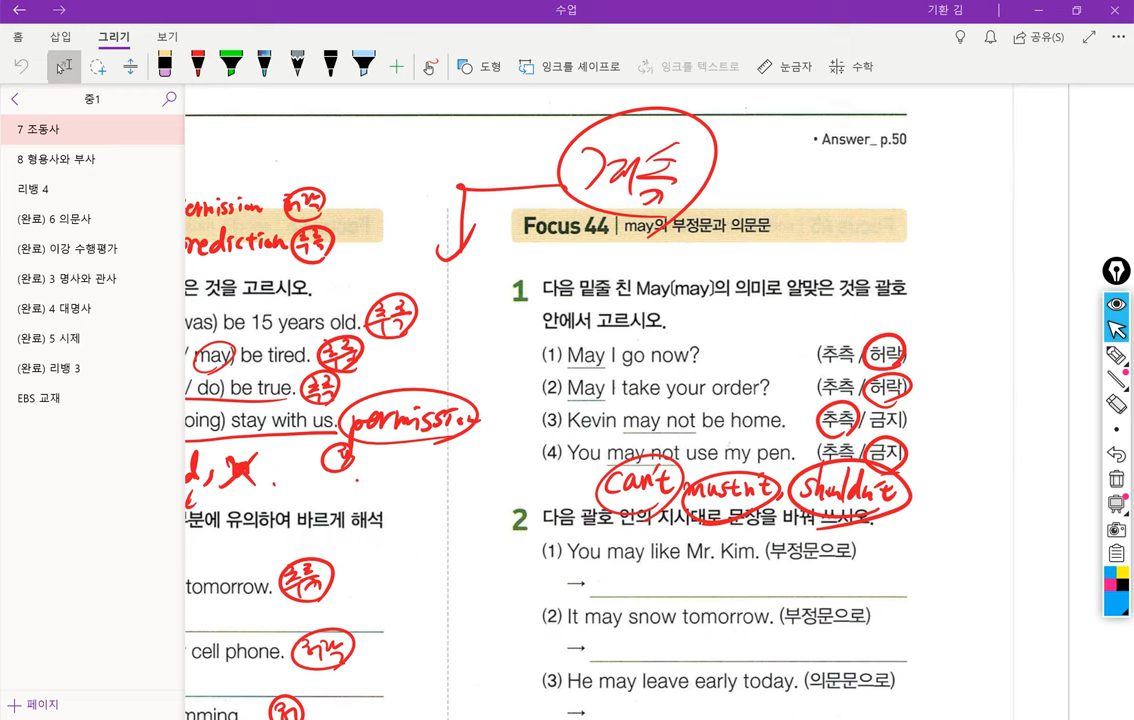 수업
기환 김
홈
삽입
그리기
보기
공유(S)
도형
잉크를 셰이프로
잉크를 텍스트로
눈금자
수학
중1
7 조동사
8 형용사와 부사
리뱅 4
(완료) 6 의문사
(완료) 이강 수행평가
(완료) 3 명사와 관사
(완료) 4 대명사
(완료) 5 시제
(완료) 리뱅 3
EBS 교재
페이지
ermission 허락
rediction 추측
은 것을 고르시오.
was) be 15 years old. 추측
/ may) be tired. 추측
/ do) be true. 추측
oing) stay with us. permission
허
부분에 유의하여 바르게 해석
tomorrow. 추측
cell phone. 허락
mming. 허
• Answer_ p.50
Focus 44 | may의 부정문과 의문문
1 다음 밑줄 친 May(may)의 의미로 알맞은 것을 괄호
안에서 고르시오.
(1) May I go now? (추측 / 허락)
(2) May I take your order? (추측 / 허락)
(3) Kevin may not be home. (추측 / 금지)
(4) You may not use my pen. (추측 / 금지)
can't mustn't, shouldn't
2 다음 괄호 안의 지시대로 문장을 바꿔 쓰시오.
(1) You may like Mr. Kim. (부정문으로)
→
(2) It may snow tomorrow. (부정문으로)
→
(3) He may leave early today. (의문문으로)
→